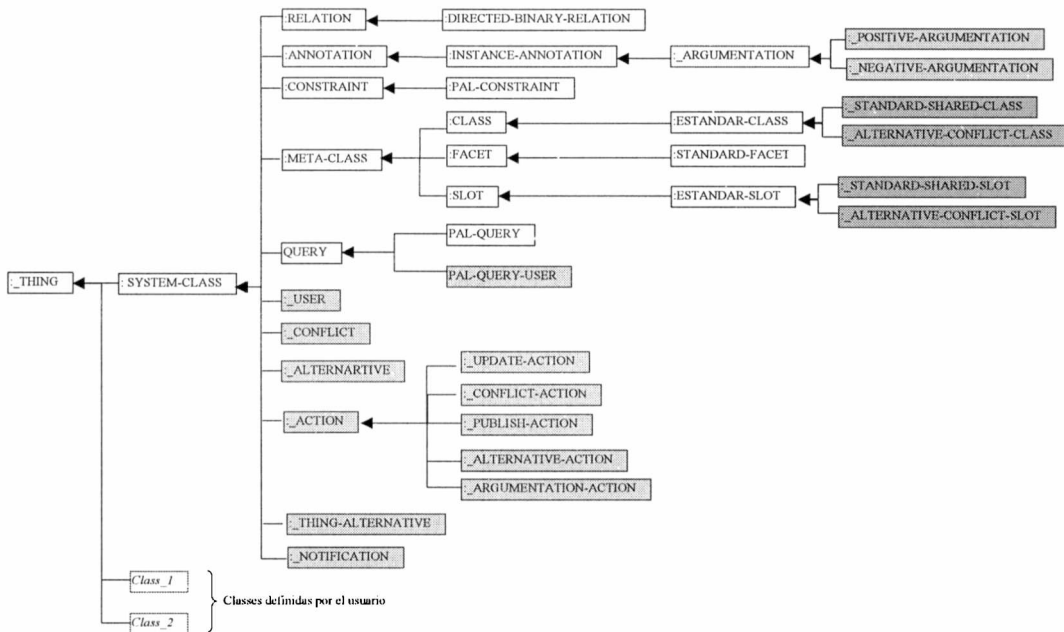 :RELATION
:DIRECTED-BINARY-RELATION
:ANNOTATION
:INSTANCE-ANNOTATION
:_ARGUMENTATION
:_POSITIVE-ARGUMENTATION
:_NEGATIVE-ARGUMENTATION
:CONSTRAINT
:PAL-CONSTRAINT
:META-CLASS
:CLASS
:ESTANDAR-CLASS
:_STANDARD-SHARED-CLASS
:_ALTERNATIVE-CONFLICT-CLASS
:FACET
:STANDARD-FACET
:SLOT
:ESTANDAR-SLOT
:_STANDARD-SHARED-SLOT
:_ALTERNATIVE-CONFLICT-SLOT
QUERY
PAL-QUERY
PAL-QUERY-USER
:_THING
: SYSTEM-CLASS
:_USER
:_CONFLICT
:_ALTERNARTIVE
:_ACTION
:_UPDATE-ACTION
:_CONFLICT-ACTION
:_PUBLISH-ACTION
:_ALTERNATIVE-ACTION
:_ARGUMENTATION-ACTION
:_THING-ALTERNATIVE
:_NOTIFICATION
Class_1
Class_2
Classes definidas por el usuario